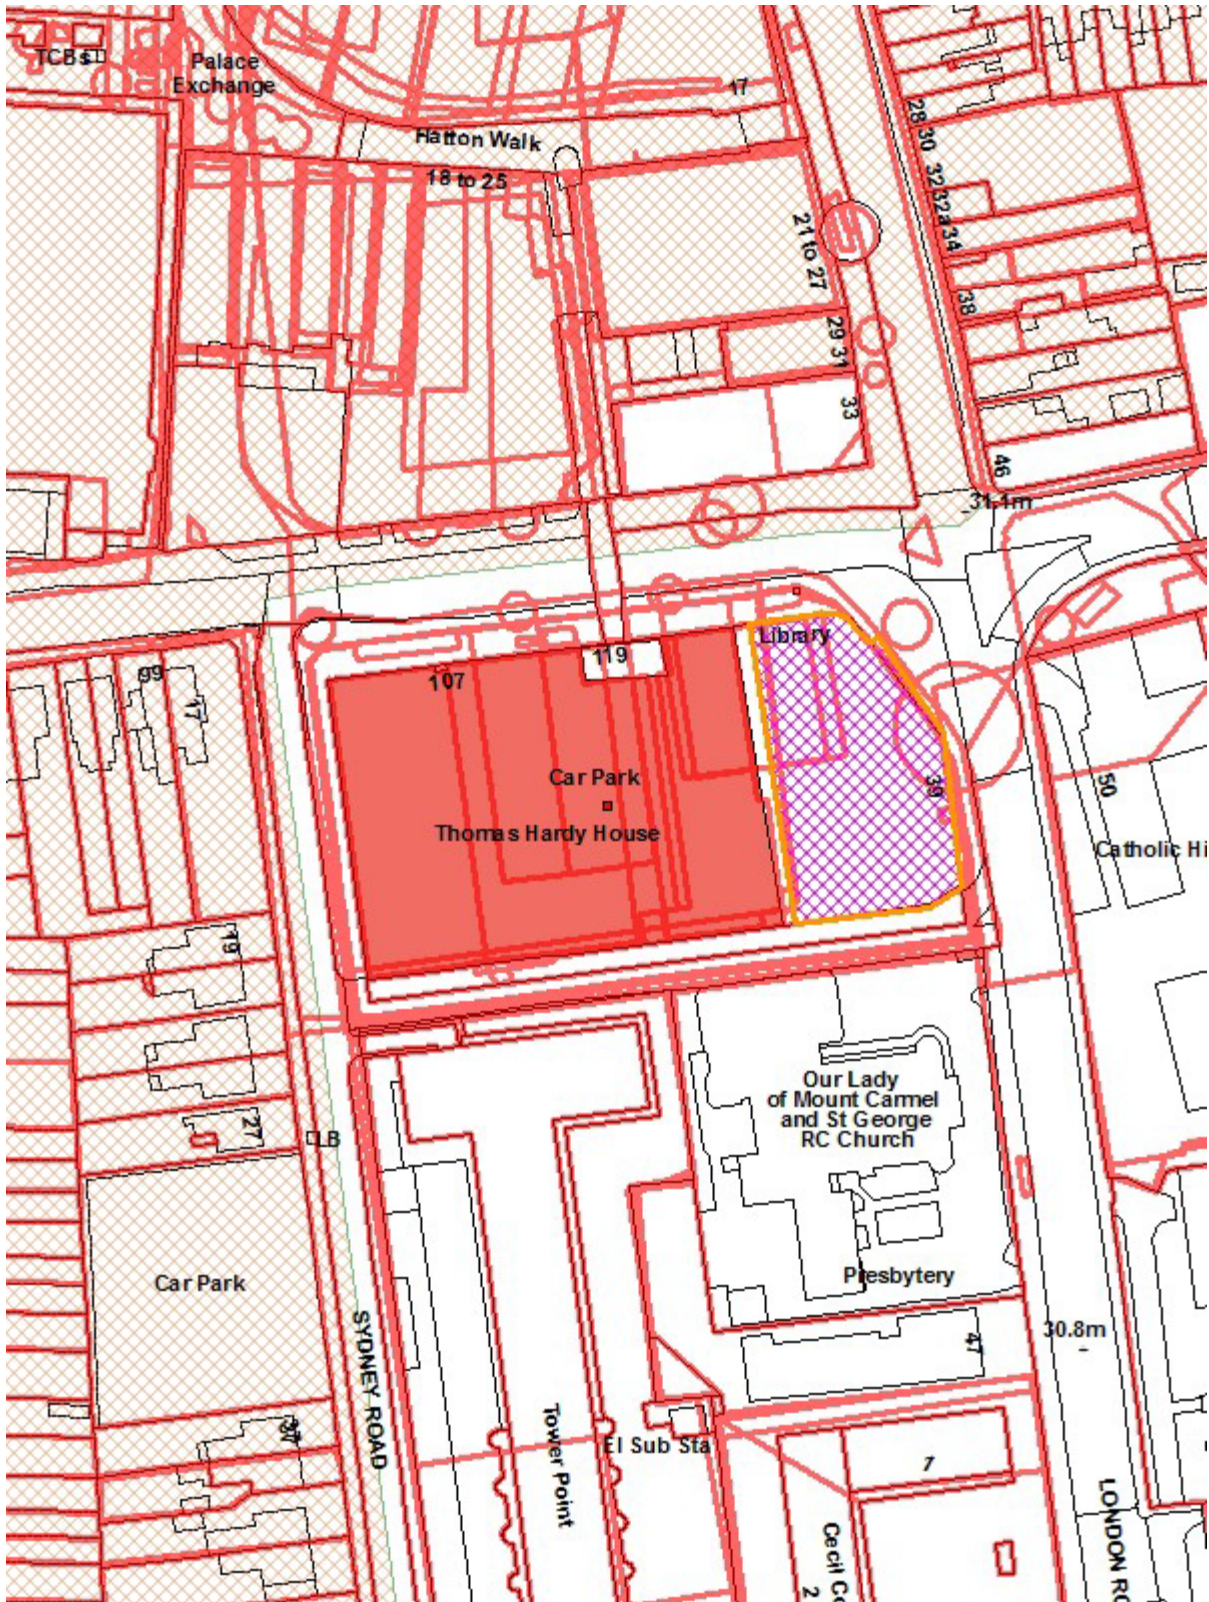 TCBs
Palace
Exchange
17
Hatton Walk
18 to 25
28
30
32
32a
34
38
46
21 to 27
29
31
33
31.1m
Library
119
107
99
17
Car Park
Thomas Hardy House
39
50
Catholic Hi
19
27
LB
Our Lady
of Mount Carmel
and St George
RC Church
Presbytery
Car Park
SYDNEY ROAD
47
30.8m
37
Tower Point
El Sub Sta
1
Cecil Co
2
LONDON RO